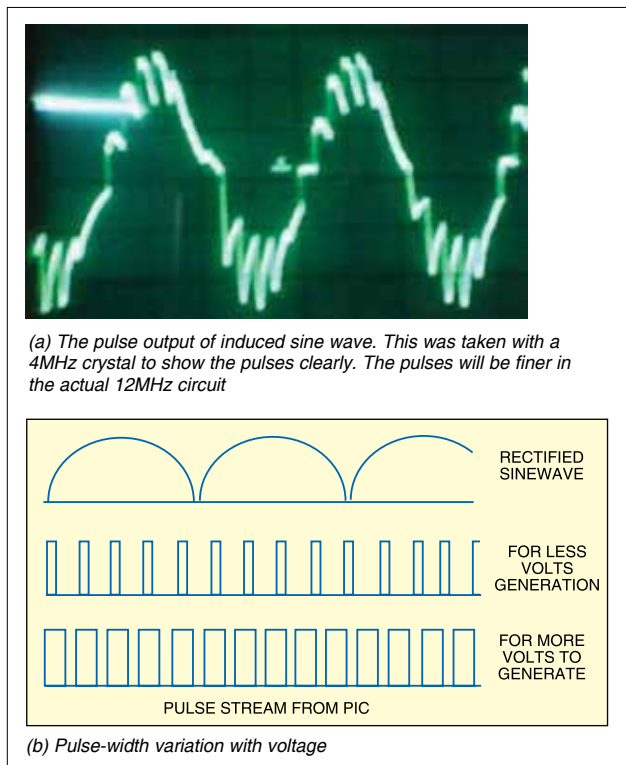 (a) The pulse output of induced sine wave. This was taken with a
4MHz crystal to show the pulses clearly. The pulses will be finer in
the actual 12MHz circuit
RECTIFIED
SINEWAVE
FOR LESS
VOLTS
GENERATION
FOR MORE
VOLTS TO
GENERATE
PULSE STREAM FROM PIC
(b) Pulse-width variation with voltage